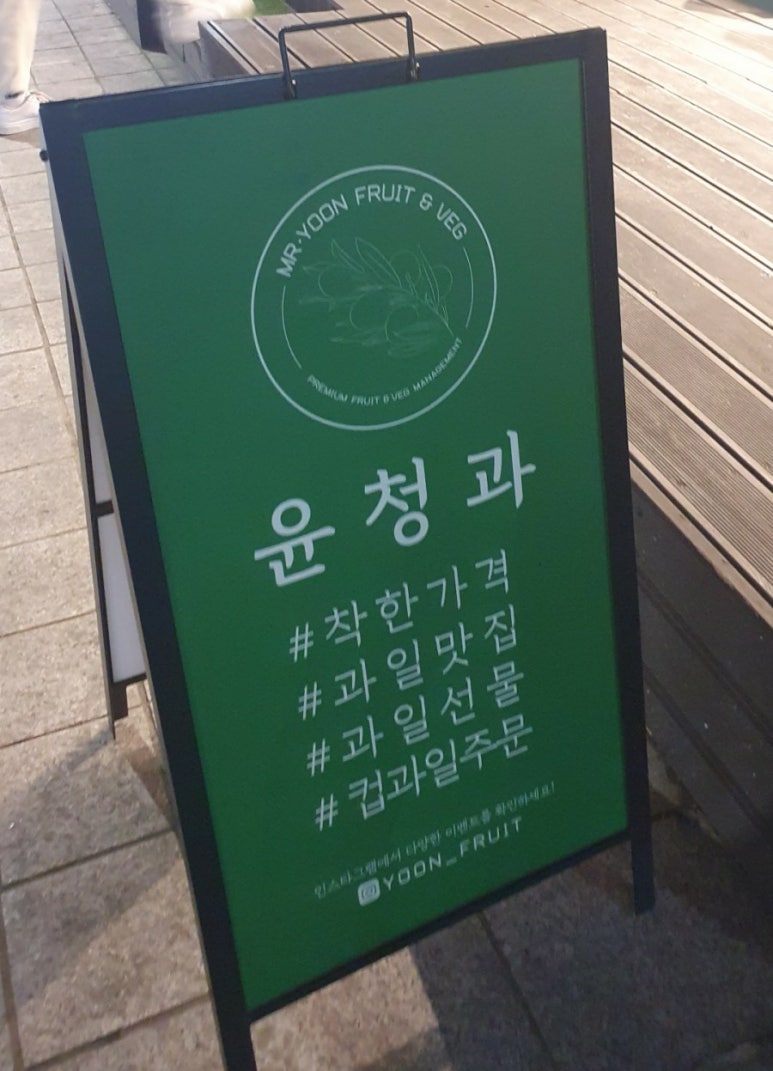 MR·YOON FRUIT & VEG
PREMIUM FRUIT & VEG MANAGEMENT
윤청과
#착한가격
#과일맛집
#과일선물
#컵과일주문
인스타그램에서 다양한 이벤트를 확인하세요!
YOON_FRUIT